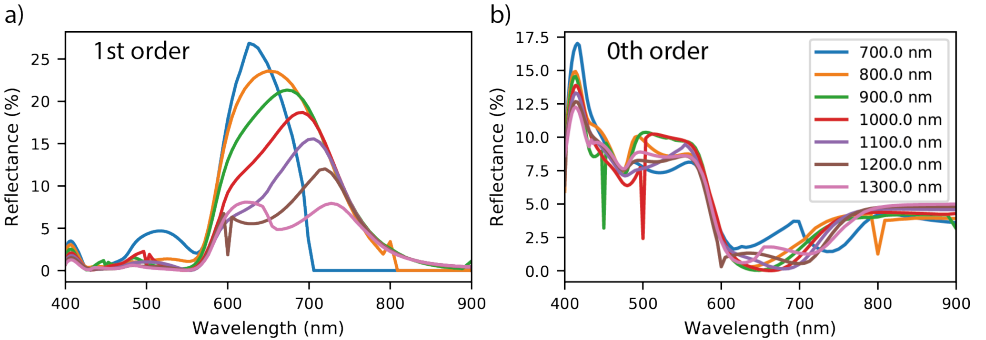 a)
1st order
Reflectance (%)
25
20
15
10
5
0
400 500 600 700 800 900
Wavelength (nm)
b)
0th order
Reflectance (%)
17.5
15.0
12.5
10.0
7.5
5.0
2.5
0.0
400 500 600 700 800 900
Wavelength (nm)
700.0 nm
800.0 nm
900.0 nm
1000.0 nm
1100.0 nm
1200.0 nm
1300.0 nm